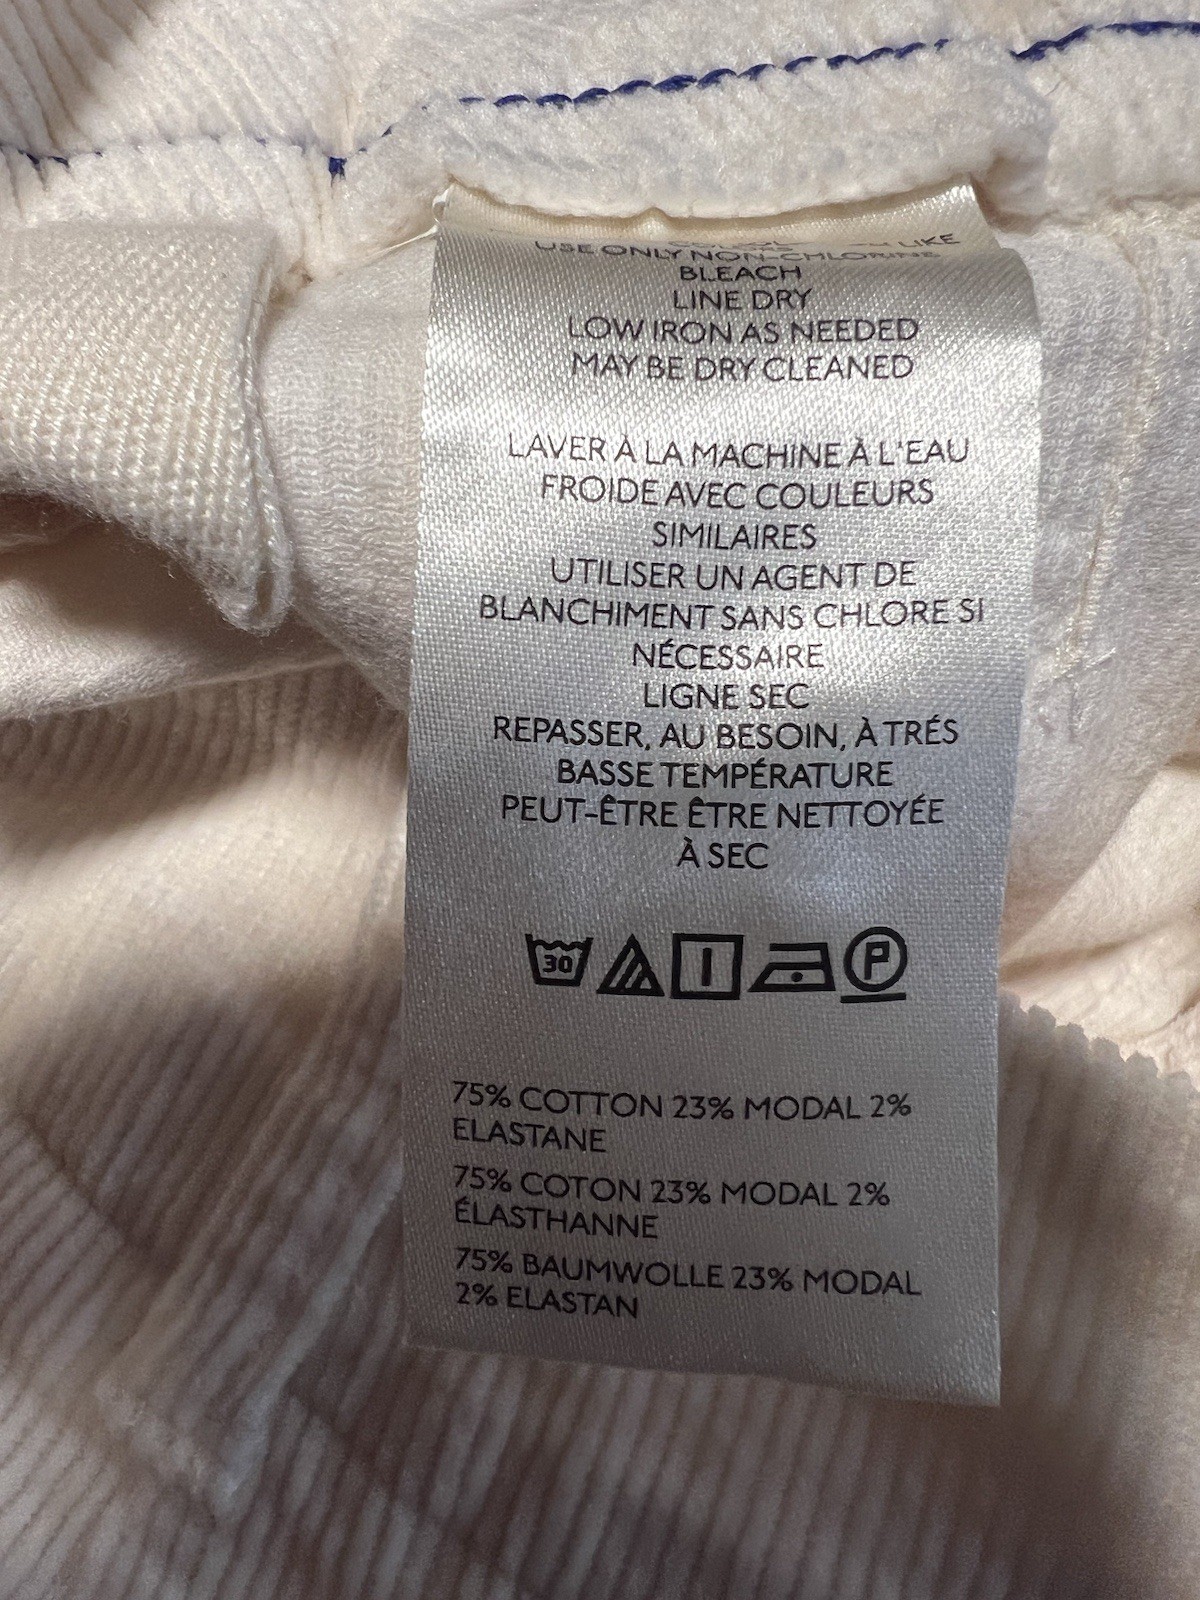 LIKE
USE ONLY NON-CHLORINE
BLEACH
LINE DRY
LOW IRON AS NEEDED
MAY BE DRY CLEANED
LAVER À LA MACHINE À L'EAU
FROIDE AVEC COULEURS
SIMILAIRES
UTILISER UN AGENT DE
BLANCHIMENT SANS CHLORE SI
NÉCESSAIRE
LIGNE SEC
REPASSER, AU BESOIN, À TRÉS
BASSE TEMPÉRATURE
PEUT-ÊTRE ÊTRE NETTOYÉE
À SEC
30 P
75% COTTON 23% MODAL 2%
ELASTANE
75% COTON 23% MODAL 2%
ÉLASTHANNE
75% BAUMWOLLE 23% MODAL
2% ELASTAN